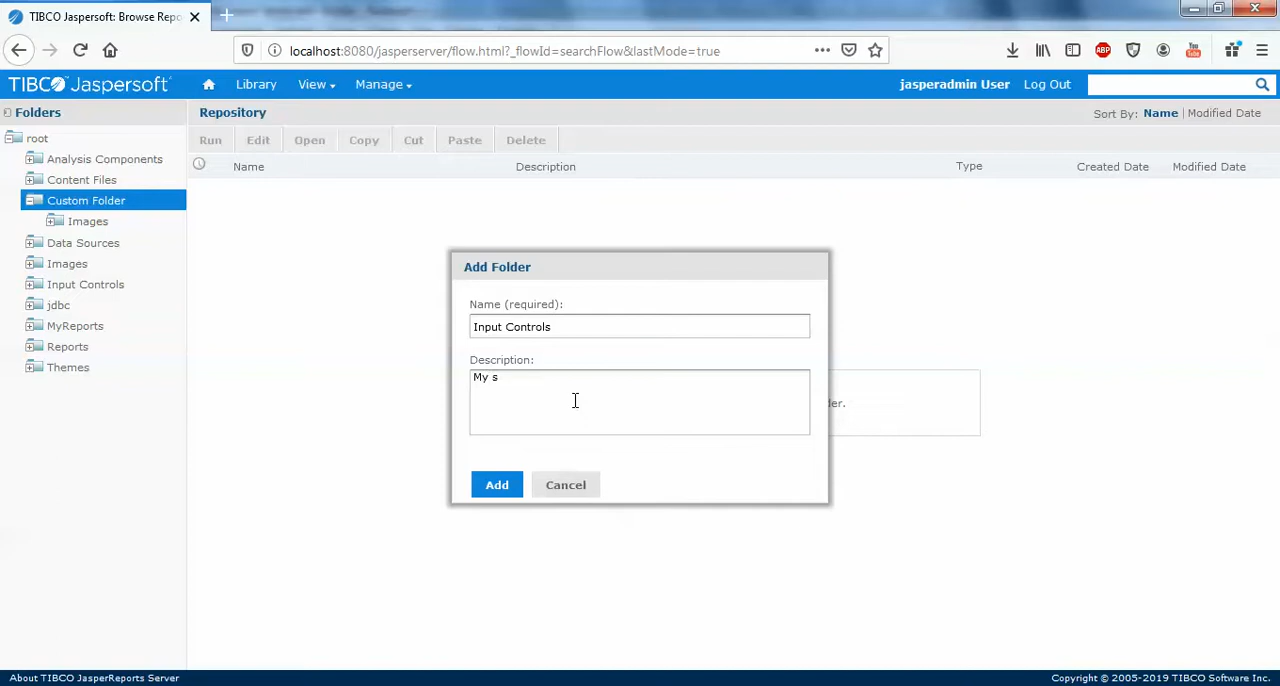 TIBCO Jaspersoft: Browse Repo
localhost:8080/jasperserver/flow.html?_flowId=searchFlow&lastMode=true
ABP
TIBCO Jaspersoft
Library
View
Manage
jasperadmin User
Log Out
Folders
Repository
Sort By: Name | Modified Date
Run
Edit
Open
Copy
Cut
Paste
Delete
Name
Description
Type
Created Date
Modified Date
root
Analysis Components
Content Files
Custom Folder
Images
Data Sources
Images
Input Controls
jdbc
MyReports
Reports
Themes
Add Folder
Name (required):
Input Controls
Description:
My s
Add
Cancel
der.
About TIBCO JasperReports Server
Copyright © 2005-2019 TIBCO Software Inc.